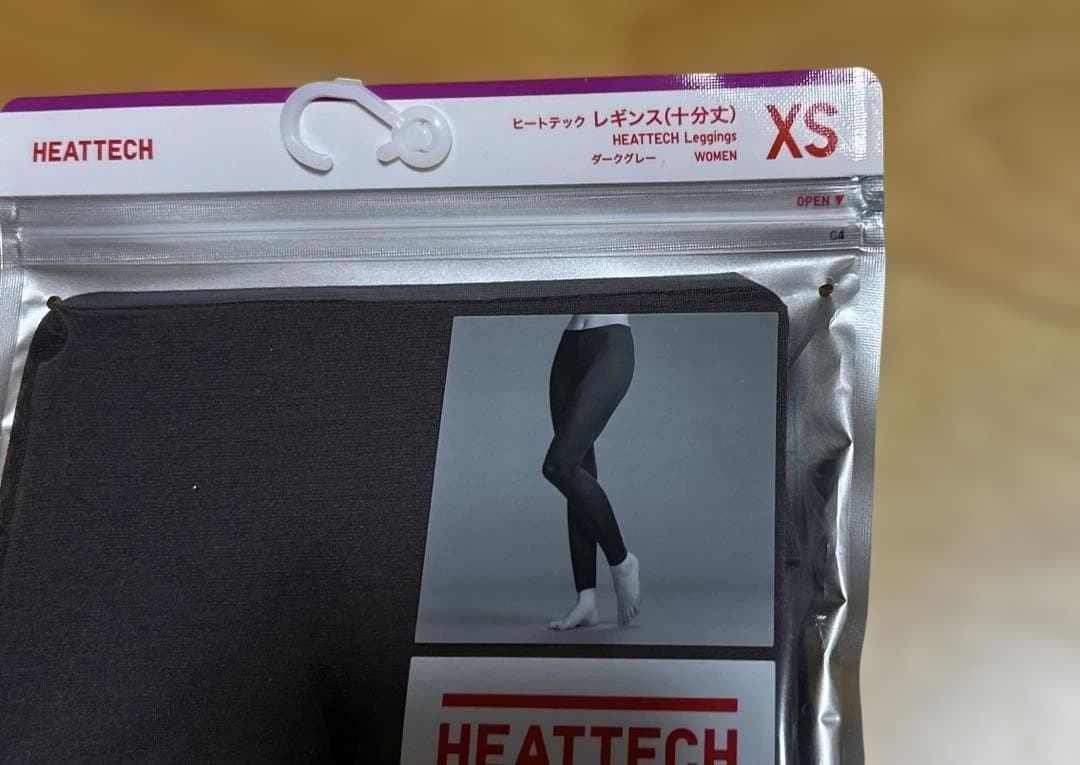 HEATTECH
ヒートテック レギンス(十分丈)
HEATTECH Leggings
ダークグレー WOMEN
XS
OPEN▼
C4
HEATTECH